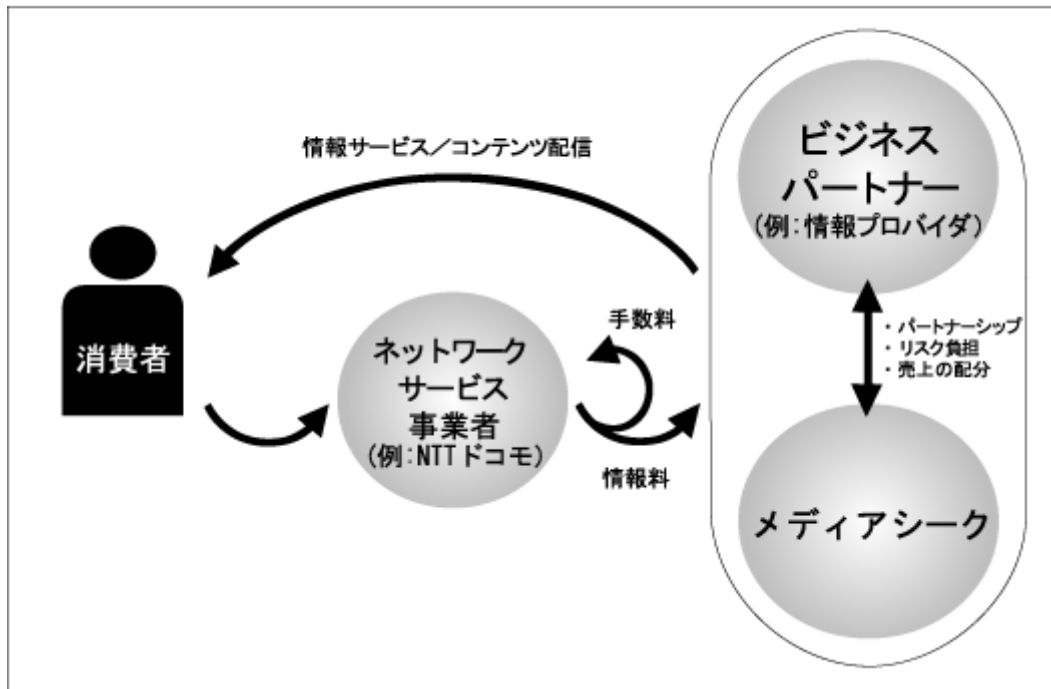 情報サービス／コンテンツ配信
ビジネス
パートナー
（例：情報プロバイダ）
消費者
ネットワーク
サービス
事業者
（例：NTTドコモ）
手数料
情報料
・パートナーシップ
・リスク負担
・売上の配分
メディアシーク